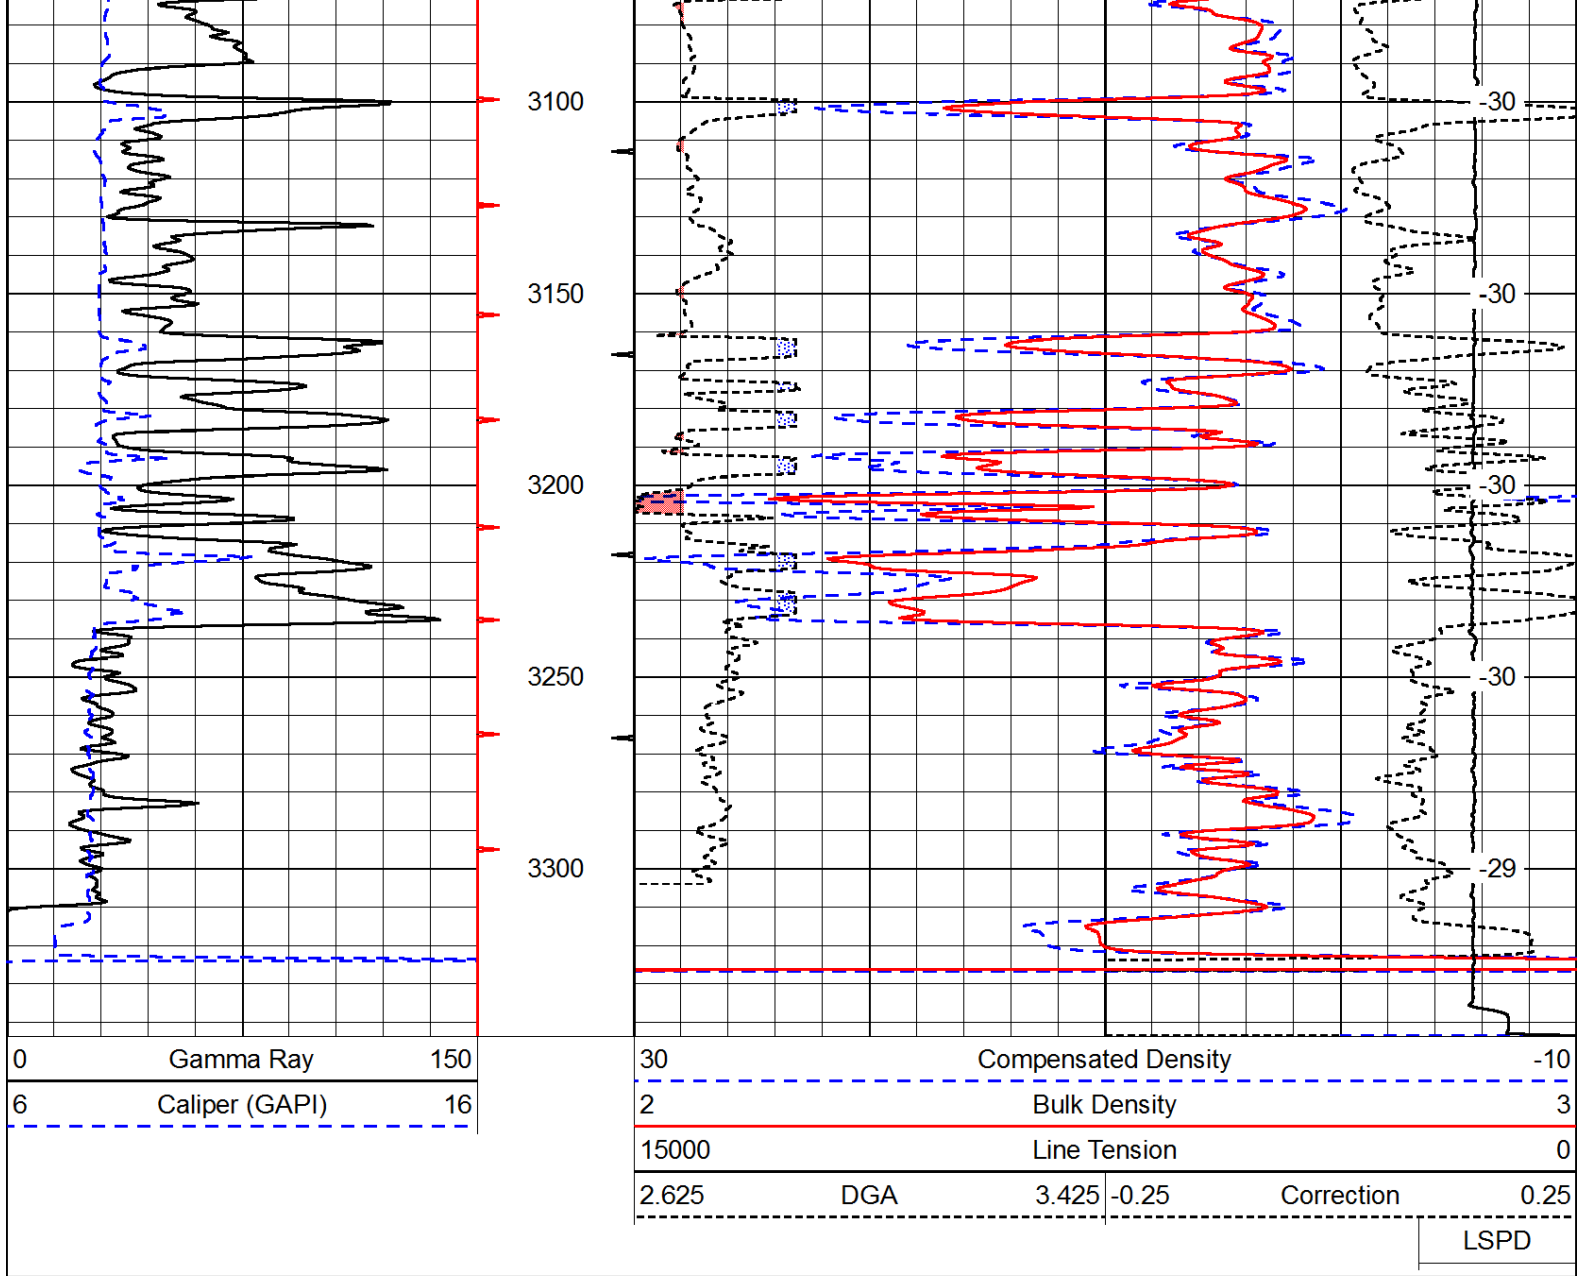 3100
-30
3150
-30
3200
-30
3250
-30
3300
-29
0 Gamma Ray 150
6 Caliper (GAPI) 16
30 Compensated Density -10
2 Bulk Density 3
15000 Line Tension 0
2.625 DGA 3.425 -0.25 Correction 0.25
LSPD